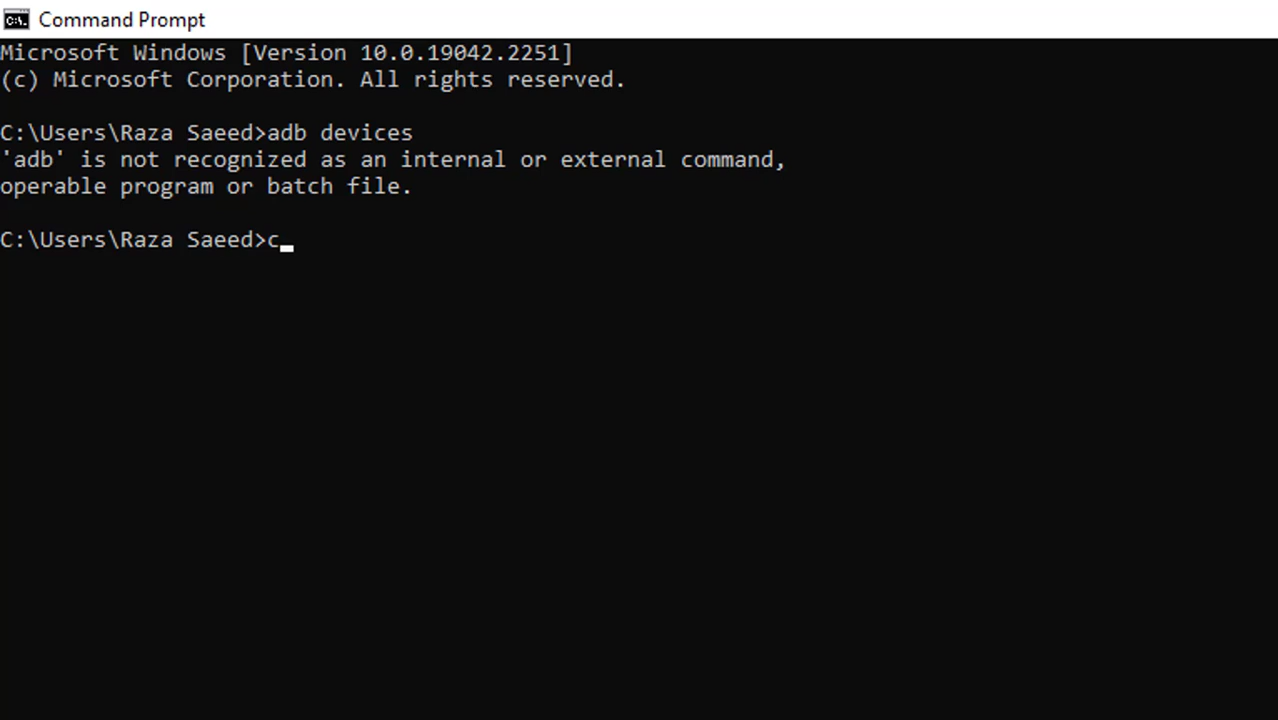 Command Prompt
Microsoft Windows [Version 10.0.19042.2251]
(c) Microsoft Corporation. All rights reserved.
C:\Users\Raza Saeed>adb devices
'adb' is not recognized as an internal or external command,
operable program or batch file.
C:\Users\Raza Saeed>c